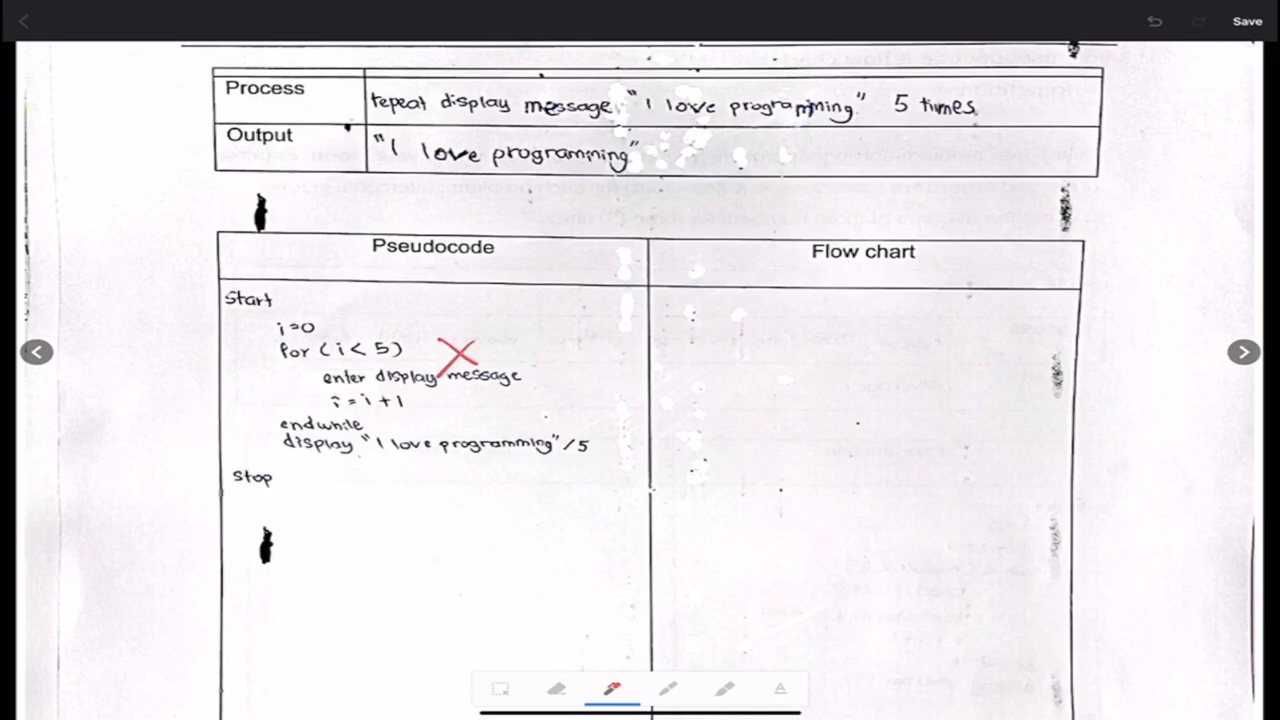 Save
Process
repeat display message "I love programming" 5 times
Output
"I love programming"
Pseudocode
Flow chart
Start
i=0
for (i < 5)
enter display message
i = i + 1
endwhile
display "I love programming" /5
Stop
A